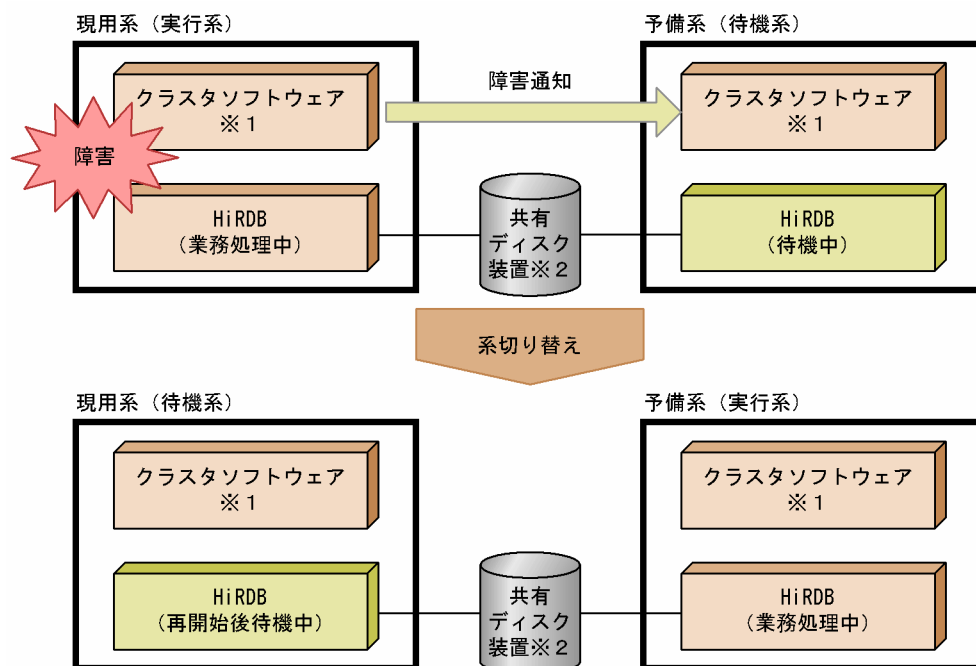 現用系(実行系)
予備系(待機系)
クラスタソフトウェア
※1
障害通知
クラスタソフトウェア
※1
障害
HiRDB
(業務処理中)
共有
ディスク
装置※2
HiRDB
(待機中)
系切り替え
現用系(待機系)
予備系(実行系)
クラスタソフトウェア
※1
クラスタソフトウェア
※1
HiRDB
(再開始後待機中)
共有
ディスク
装置※2
HiRDB
(業務処理中)